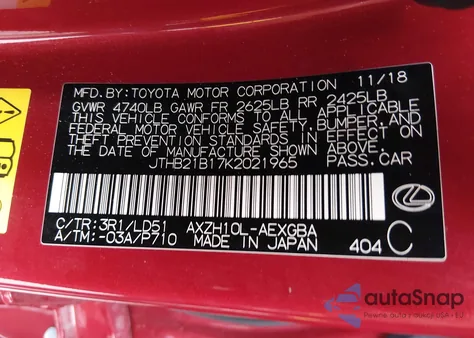 MFD. BY: TOYOTA MOTOR CORPORATION 11/18
GVWR 4740LB GAWR FR 2625LB RR 2425LB
THIS VEHICLE CONFORMS TO ALL APPLICABLE
FEDERAL MOTOR VEHICLE SAFETY, BUMPER, AND
THEFT PREVENTION STANDARDS IN EFFECT ON
THE DATE OF MANUFACTURE SHOWN ABOVE.
JTHB21B17K2021965 PASS.CAR
C/TR: 3R1/LD51 AXZH10L-AEXGBA
A/TM: -03A/P710 MADE IN JAPAN 404 C
autoSnap